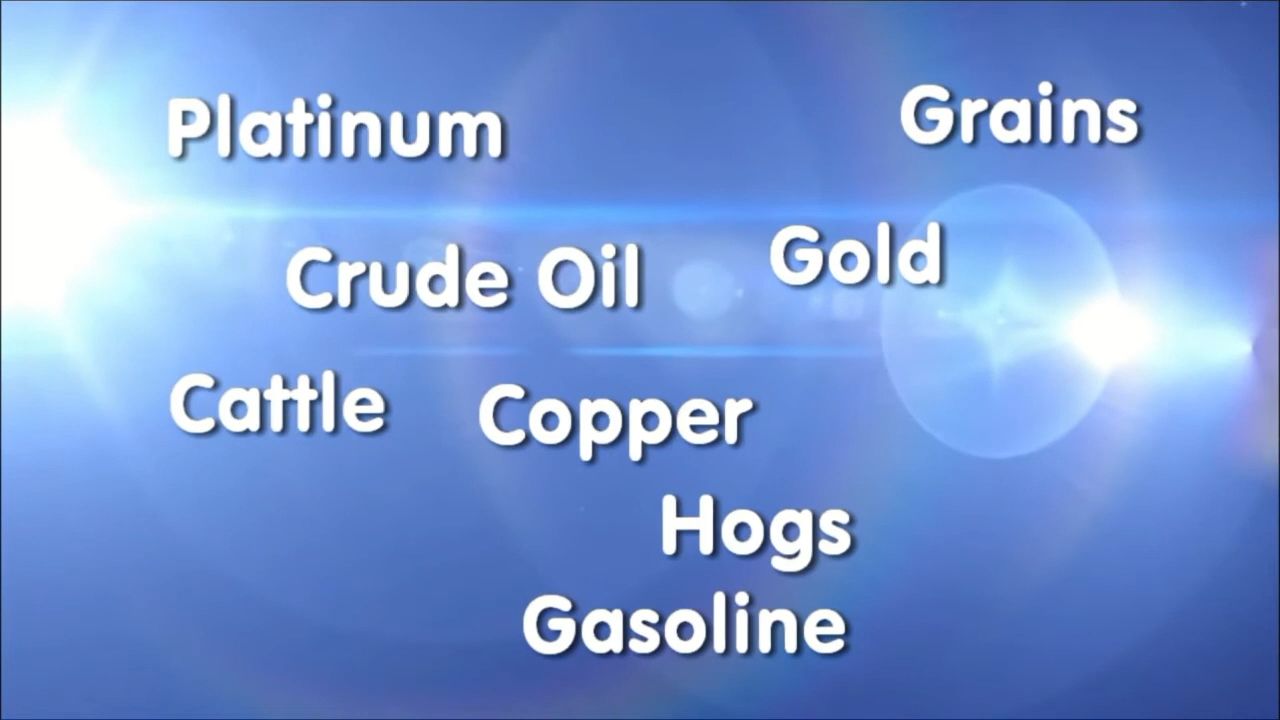 Platinum
Grains
Crude Oil
Gold
Cattle
Copper
Hogs
Gasoline